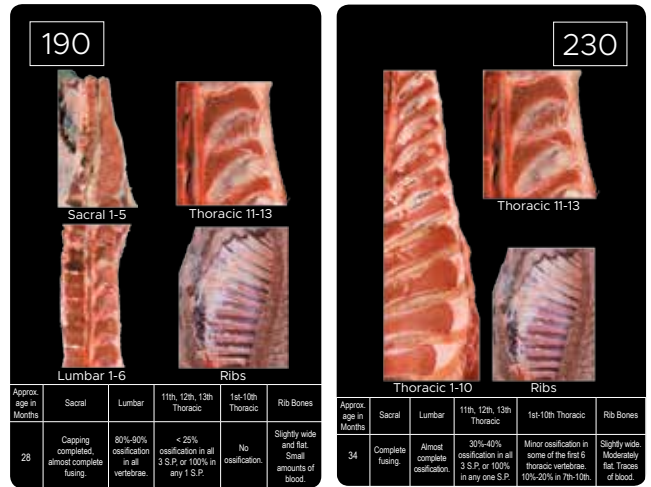 190
Sacral 1-5
Thoracic 11-13
Lumbar 1-6
Ribs
Approx.
age in
Months
Sacral
Lumbar
11th, 12th, 13th
Thoracic
1st-10th
Thoracic
Rib Bones
28
Capping
completed,
almost complete
fusing.
80%-90%
ossification
in all
vertebrae.
< 25%
ossification in all
3 S.P, or 100% in
any 1 S.P.
No
ossification.
Slightly wide
and flat.
Small
amounts of
blood.
230
Thoracic 11-13
Thoracic 1-10
Ribs
Approx.
age in
Months
Sacral
Lumbar
11th, 12th, 13th
Thoracic
1st-10th Thoracic
Rib Bones
34
Complete
fusing.
Almost
complete
ossification.
30%-40%
ossification in all
3 S.P, or 100%
in any one S.P.
Minor ossification in
some of the first 6
thoracic vertebrae.
10%-20% in 7th-10th.
Slightly wide.
Moderately
flat. Traces
of blood.